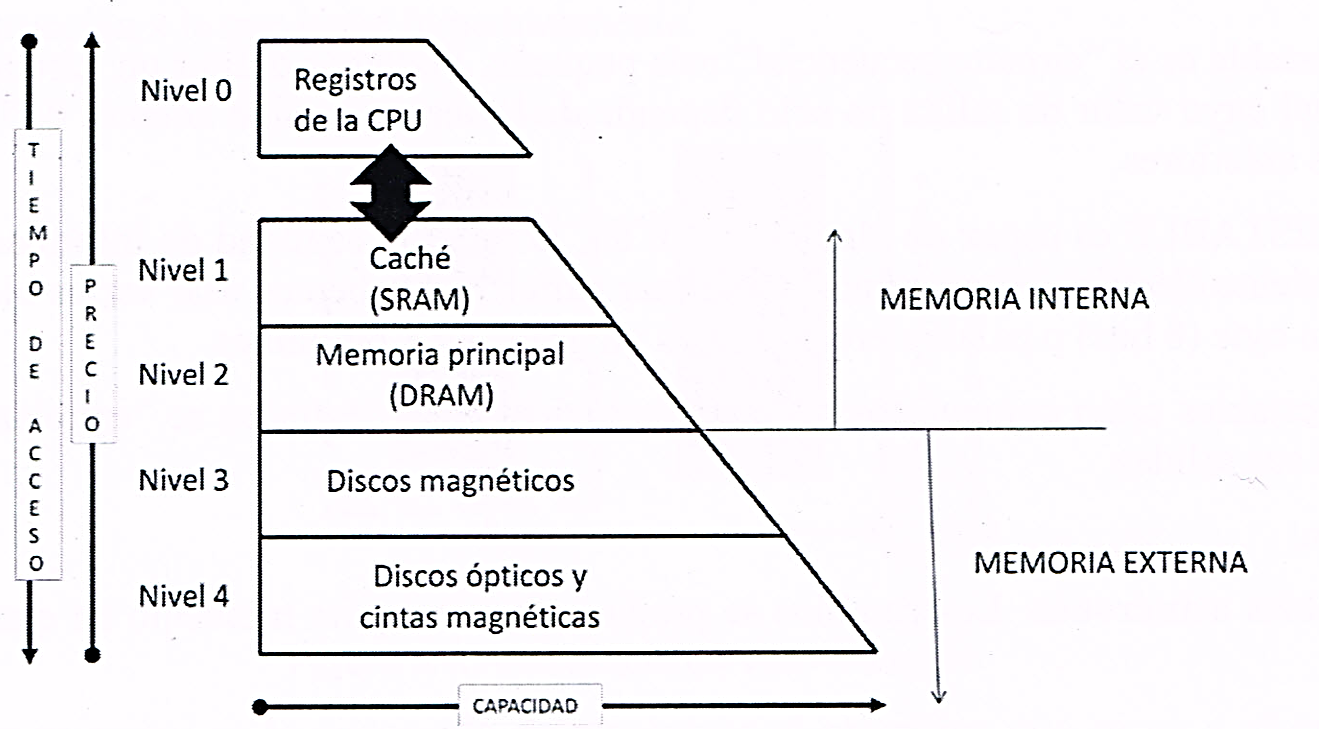 TIEMPO DE ACCESO
PRECIO
Nivel 0
Registros
de la CPU
Nivel 1
Caché
(SRAM)
Nivel 2
Memoria principal
(DRAM)
Nivel 3
Discos magnéticos
Nivel 4
Discos ópticos y
cintas magnéticas
MEMORIA INTERNA
MEMORIA EXTERNA
CAPACIDAD